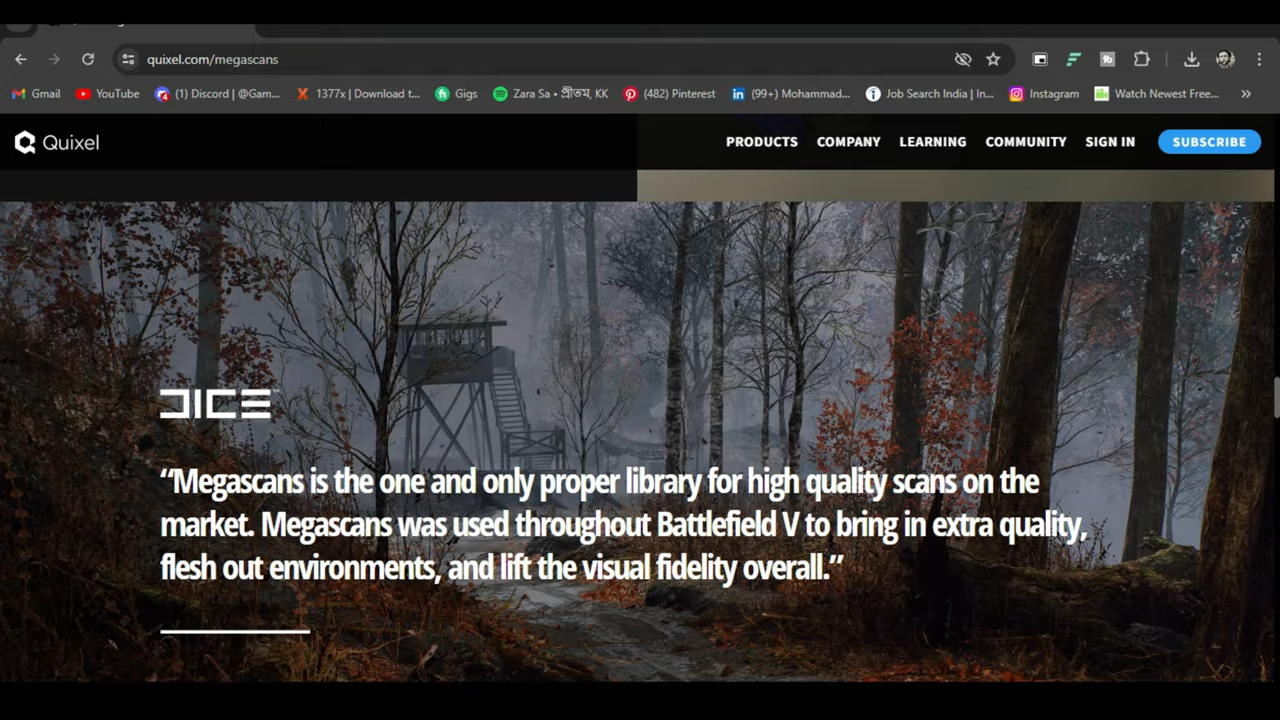 quixel.com/megascans
Gmail
YouTube
(1) Discord | @Gam...
1377x | Download t...
Gigs
Zara Sa • শ্রীতম, KK
(482) Pinterest
(99+) Mohammad...
Job Search India | In...
Instagram
Watch Newest Free...
Quixel
PRODUCTS
COMPANY
LEARNING
COMMUNITY
SIGN IN
SUBSCRIBE
DICE
“Megascans is the one and only proper library for high quality scans on the
market. Megascans was used throughout Battlefield V to bring in extra quality,
flesh out environments, and lift the visual fidelity overall.”